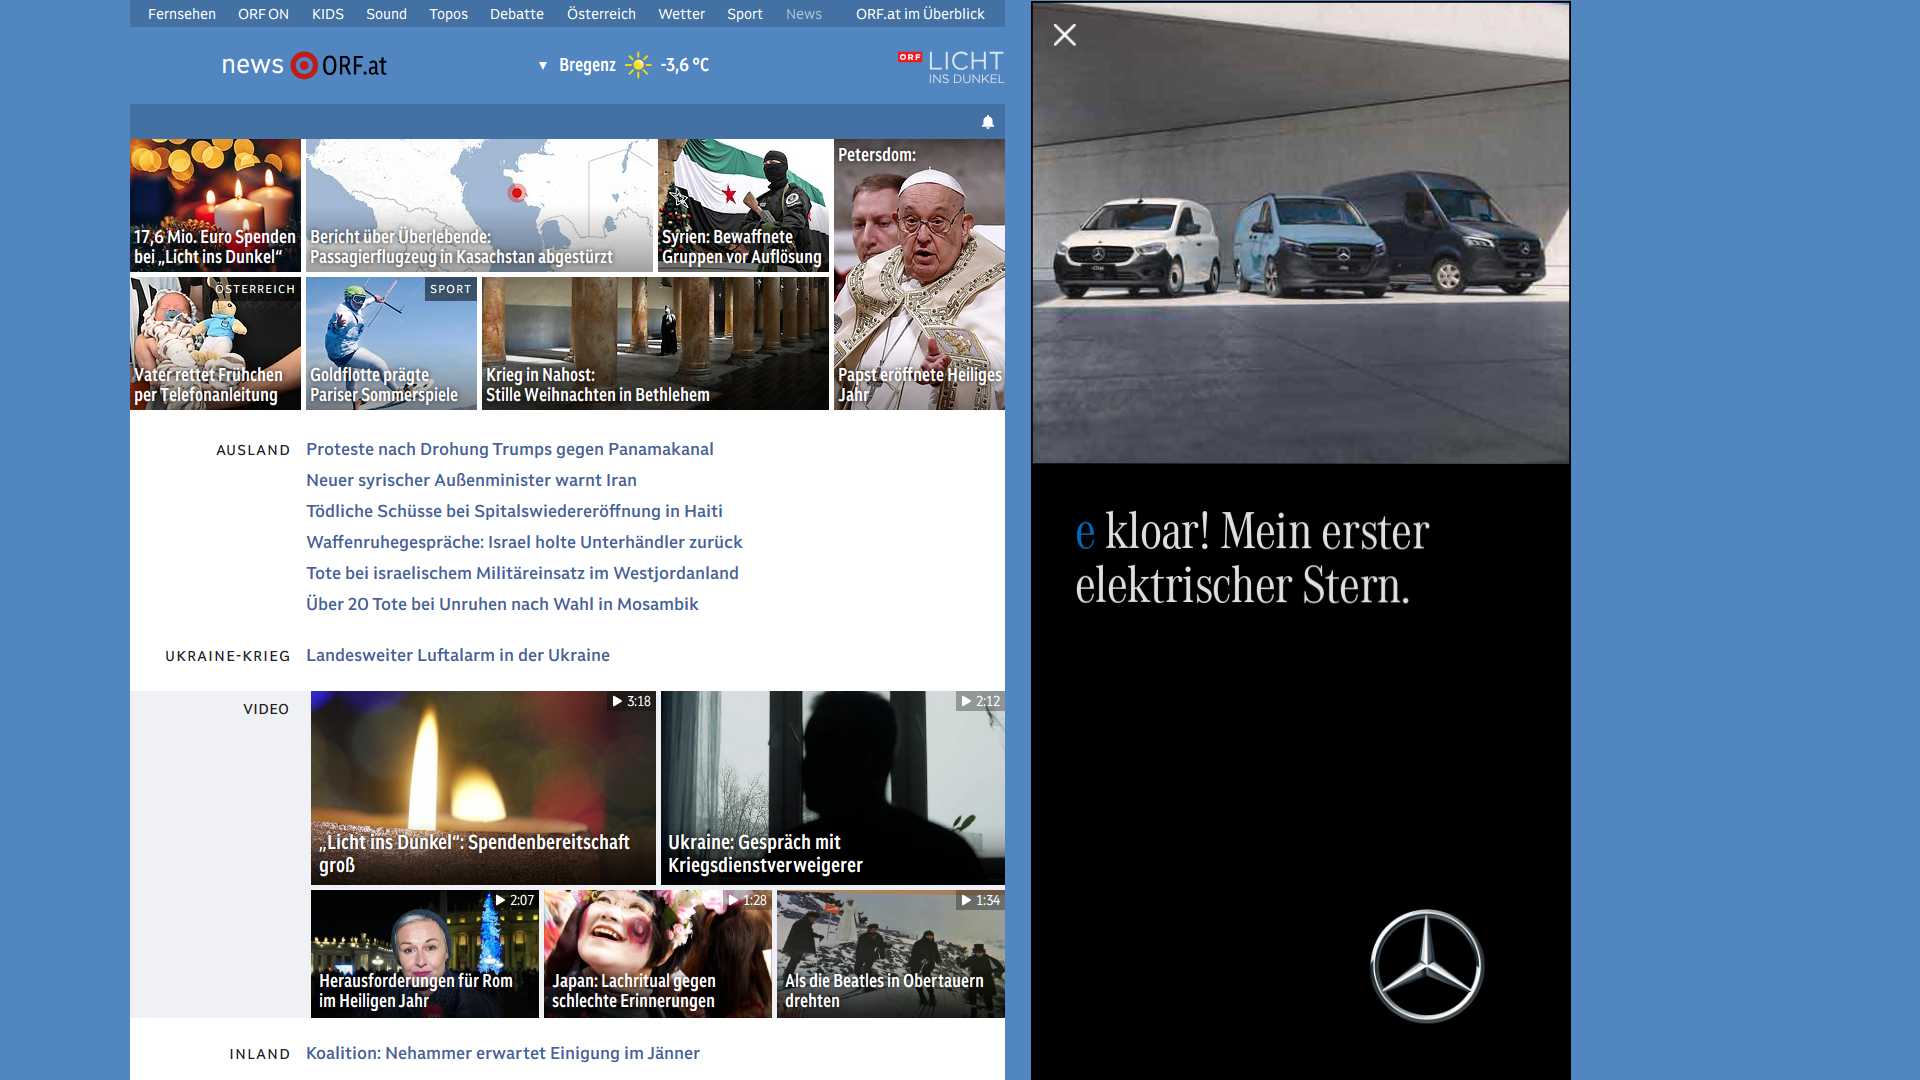 Fernsehen ORF ON KIDS Sound Topos Debatte Österreich Wetter Sport News ORF.at im Überblick
news ORF.at
▼ Bregenz -3,6 °C
ORF LICHT
INS DUNKEL
17,6 Mio. Euro Spenden
bei „Licht ins Dunkel“
Bericht über Überlebende:
Passagierflugzeug in Kasachstan abgestürzt
Syrien: Bewaffnete
Gruppen vor Auflösung
Petersdom:
Papst eröffnete Heiliges
Jahr
ÖSTERREICH
Vater rettet Frühchen
per Telefonanleitung
SPORT
Goldflotte prägte
Pariser Sommerspiele
Krieg in Nahost:
Stille Weihnachten in Bethlehem
AUSLAND
Proteste nach Drohung Trumps gegen Panamakanal
Neuer syrischer Außenminister warnt Iran
Tödliche Schüsse bei Spitalswiedereröffnung in Haiti
Waffenruhegespräche: Israel holte Unterhändler zurück
Tote bei israelischem Militäreinsatz im Westjordanland
Über 20 Tote bei Unruhen nach Wahl in Mosambik
UKRAINE-KRIEG
Landesweiter Luftalarm in der Ukraine
VIDEO
3:18
„Licht ins Dunkel“: Spendenbereitschaft
groß
2:12
Ukraine: Gespräch mit
Kriegsdienstverweigerer
2:07
Herausforderungen für Rom
im Heiligen Jahr
1:28
Japan: Lachritual gegen
schlechte Erinnerungen
1:34
Als die Beatles in Obertauern
drehten
INLAND
Koalition: Nehammer erwartet Einigung im Jänner
e kloar! Mein erster
elektrischer Stern.